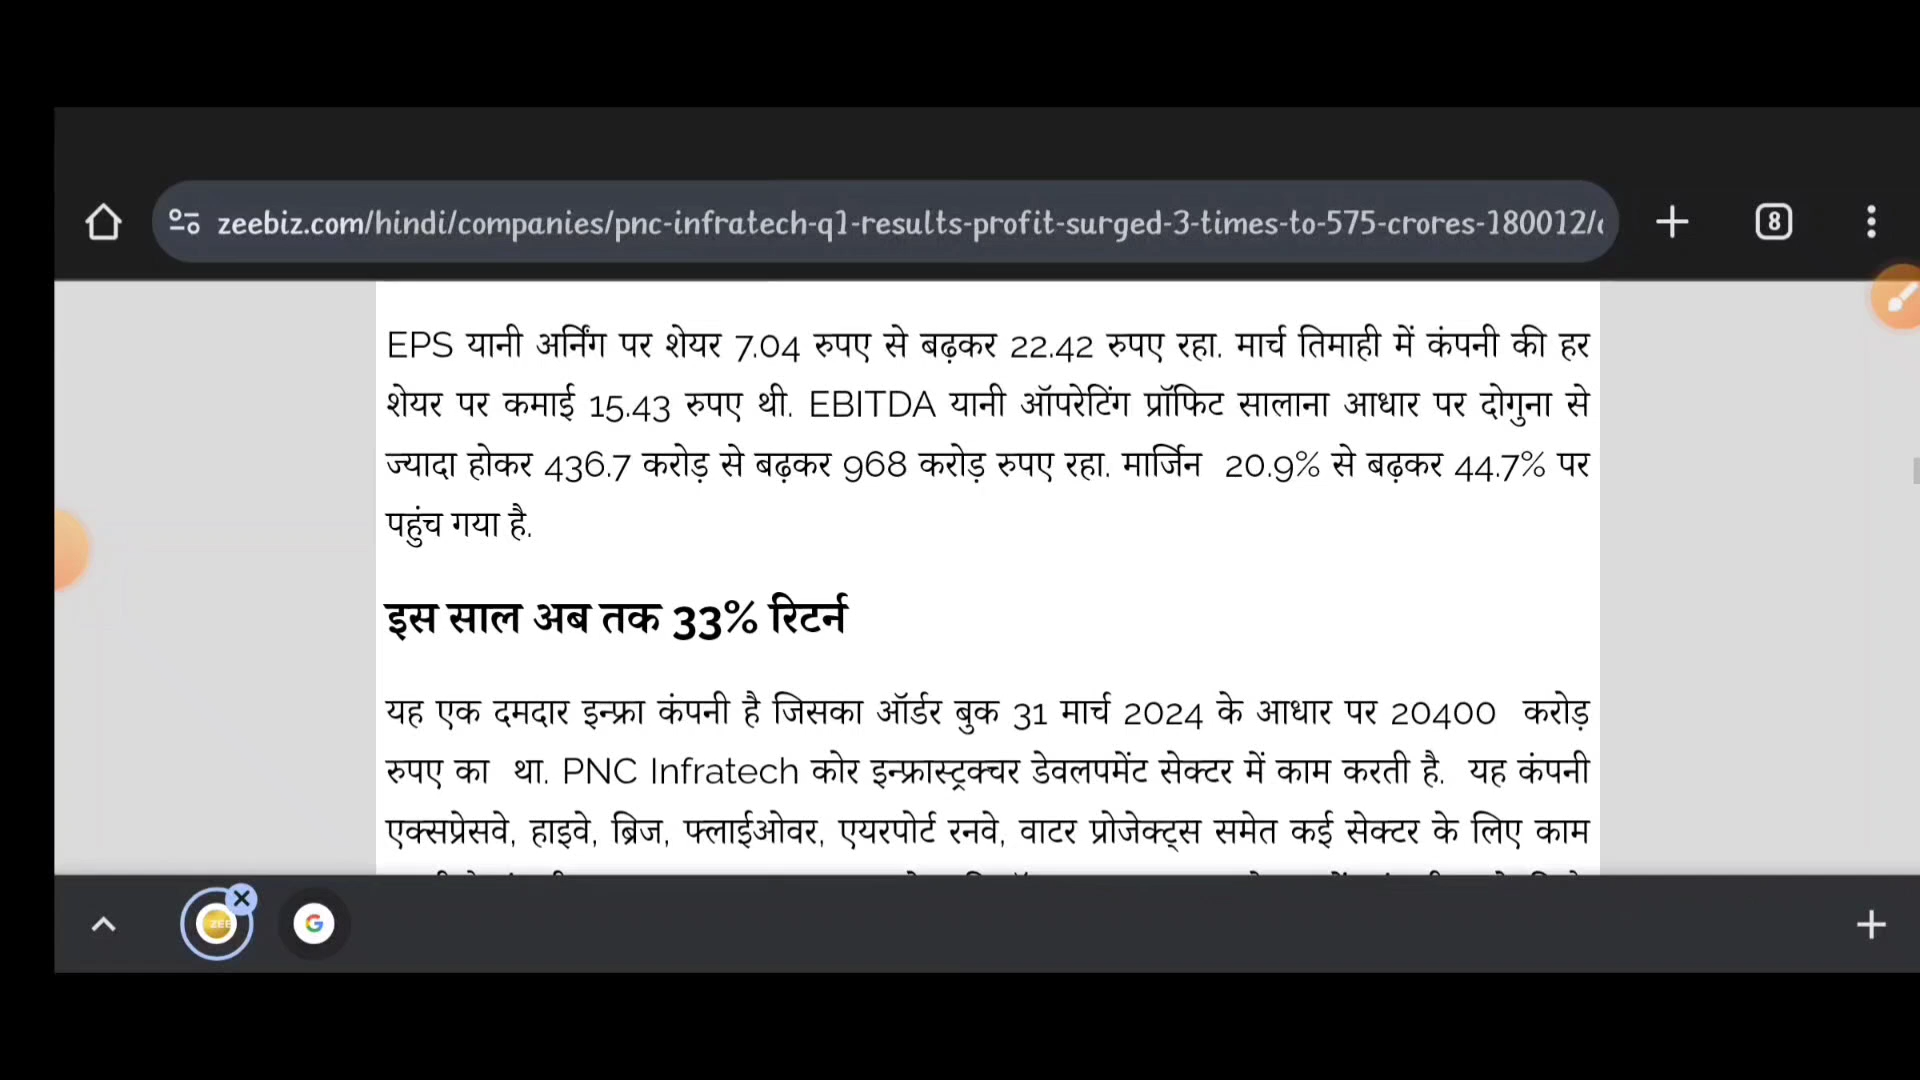 zeebiz.com/hindi/companies/pnc-infratech-q1-results-profit-surged-3-times-to-575-crores-180012/
8
EPS यानी अर्निंग पर शेयर 7.04 रुपए से बढ़कर 22.42 रुपए रहा. मार्च तिमाही में कंपनी की हर
शेयर पर कमाई 15.43 रुपए थी. EBITDA यानी ऑपरेटिंग प्रॉफिट सालाना आधार पर दोगुना से
ज्यादा होकर 436.7 करोड़ से बढ़कर 968 करोड़ रुपए रहा. मार्जिन 20.9% से बढ़कर 44.7% पर
पहुंच गया है.
इस साल अब तक 33% रिटर्न
यह एक दमदार इन्फ्रा कंपनी है जिसका ऑर्डर बुक 31 मार्च 2024 के आधार पर 20400 करोड़
रुपए का था. PNC Infratech कोर इन्फ्रास्ट्रक्चर डेवलपमेंट सेक्टर में काम करती है. यह कंपनी
एक्सप्रेसवे, हाइवे, ब्रिज, फ्लाईओवर, एयरपोर्ट रनवे, वाटर प्रोजेक्ट्स समेत कई सेक्टर के लिए काम
ZEE